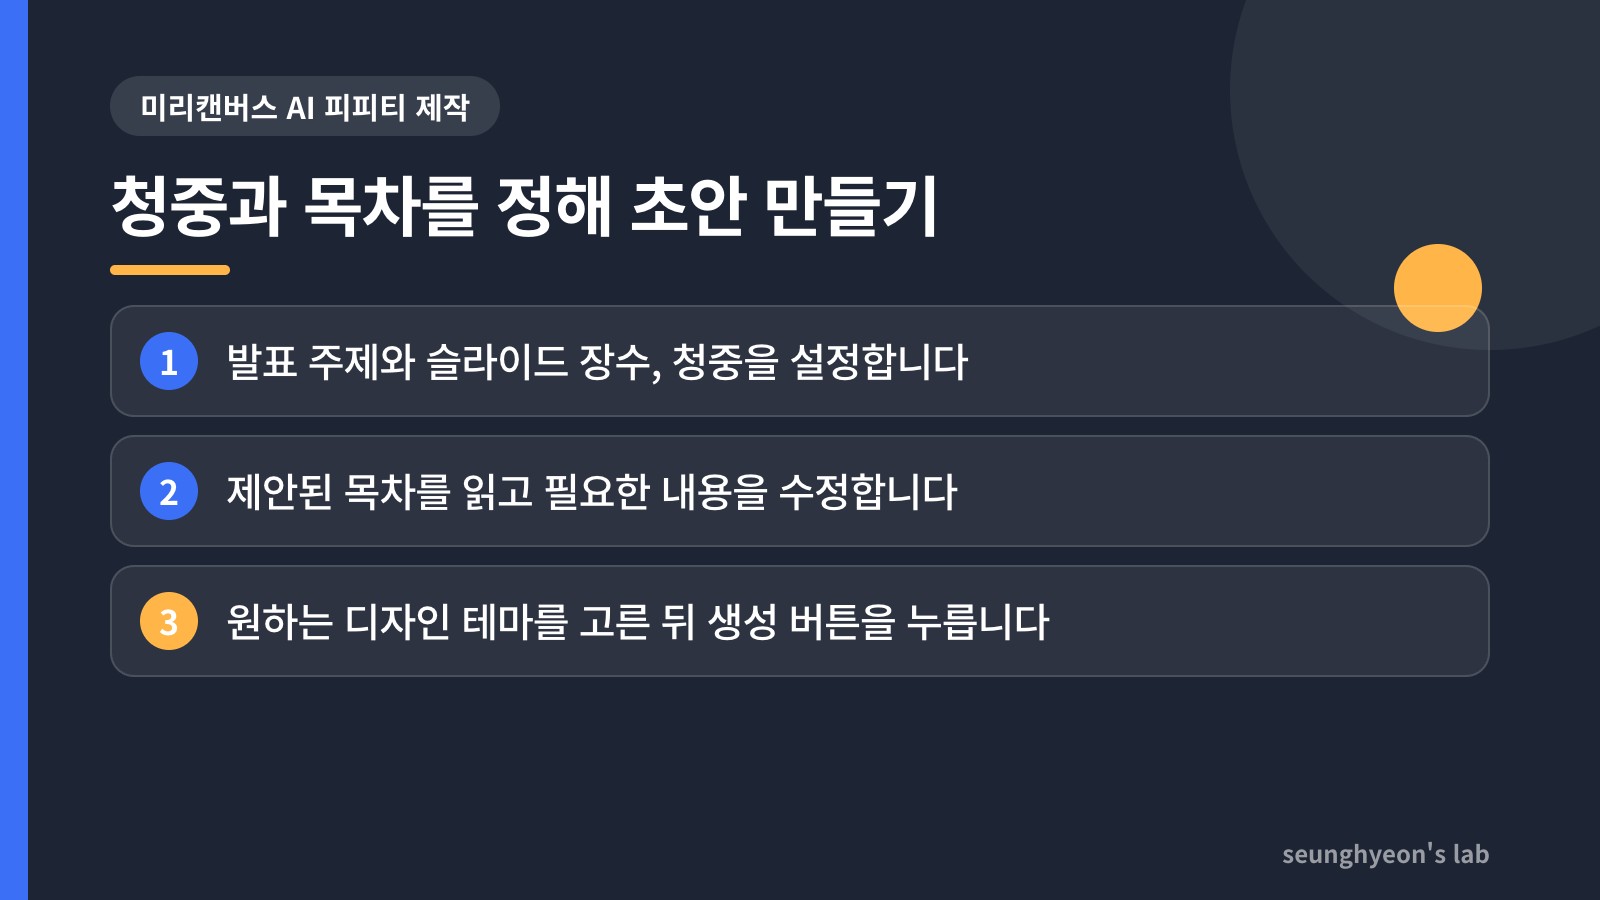 미리캔버스 AI 피피티 제작
청중과 목차를 정해 초안 만들기
1 발표 주제와 슬라이드 장수, 청중을 설정합니다
2 제안된 목차를 읽고 필요한 내용을 수정합니다
3 원하는 디자인 테마를 고른 뒤 생성 버튼을 누릅니다
seunghyeon's lab